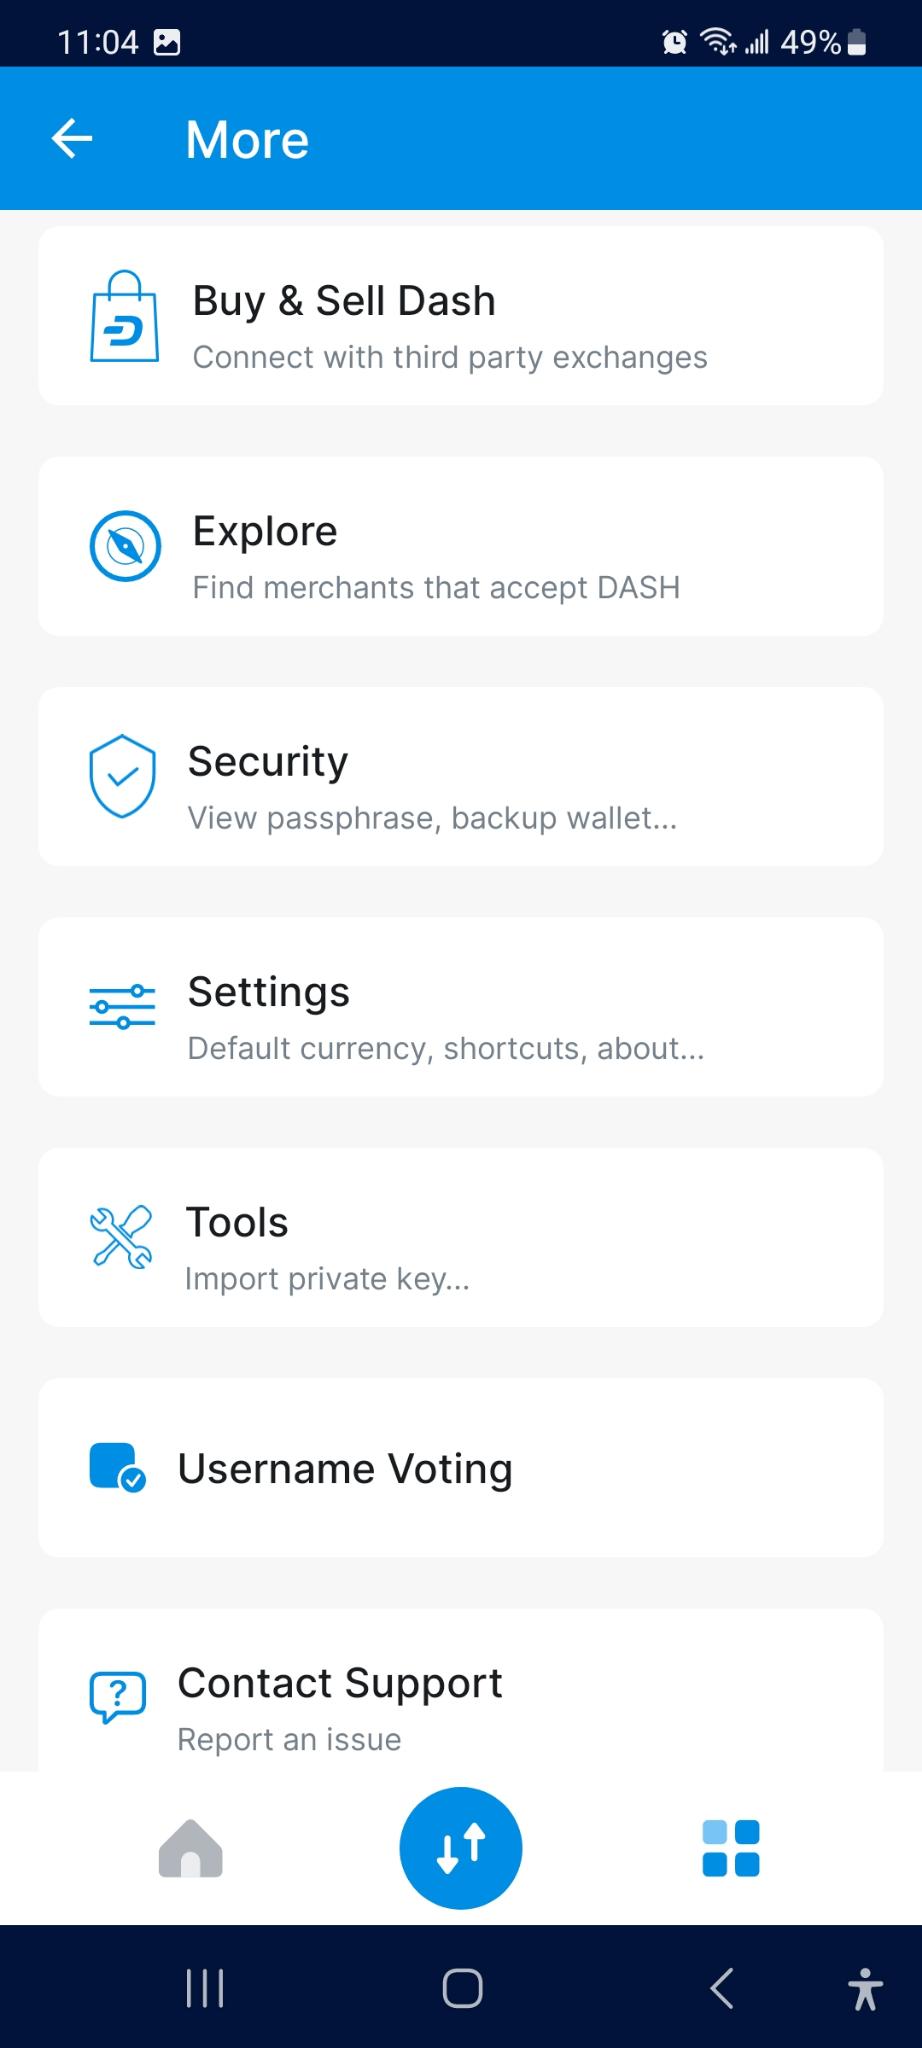 11:04
49%
More
Buy & Sell Dash
Connect with third party exchanges
Explore
Find merchants that accept DASH
Security
View passphrase, backup wallet...
Settings
Default currency, shortcuts, about...
Tools
Import private key...
Username Voting
Contact Support
Report an issue